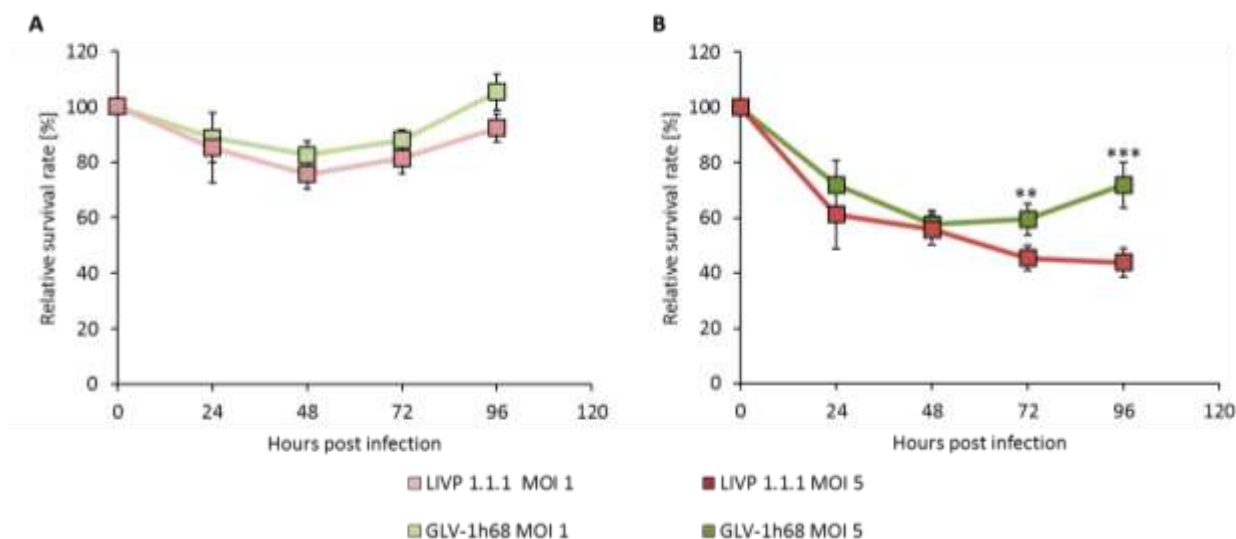 A
B
120
100
80
60
40
20
0
Relative survival rate [%]
0 24 48 72 96 120
Hours post infection
120
100
80
60
40
20
0
Relative survival rate [%]
**
***
0 24 48 72 96 120
Hours post infection
LIVP 1.1.1 MOI 1
LIVP 1.1.1 MOI 5
GLV-1h68 MOI 1
GLV-1h68 MOI 5